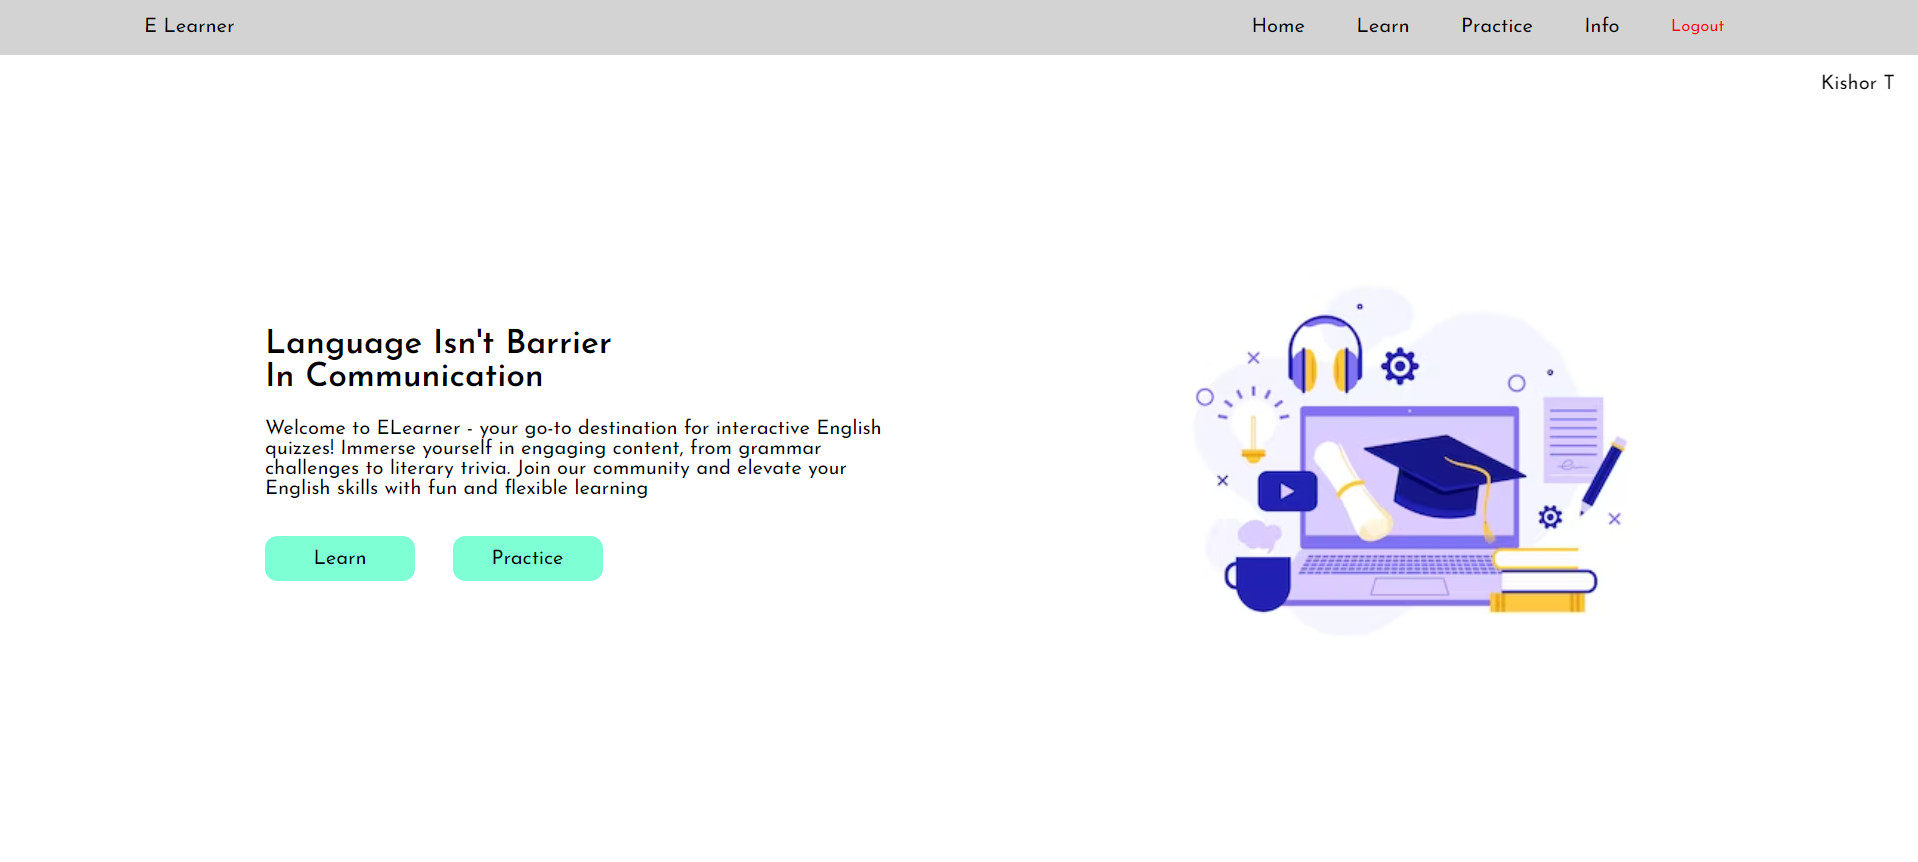 E Learner
Home Learn Practice Info Logout
Kishor T
Language Isn't Barrier
In Communication
Welcome to ELearner - your go-to destination for interactive English
quizzes! Immerse yourself in engaging content, from grammar
challenges to literary trivia. Join our community and elevate your
English skills with fun and flexible learning
Learn Practice